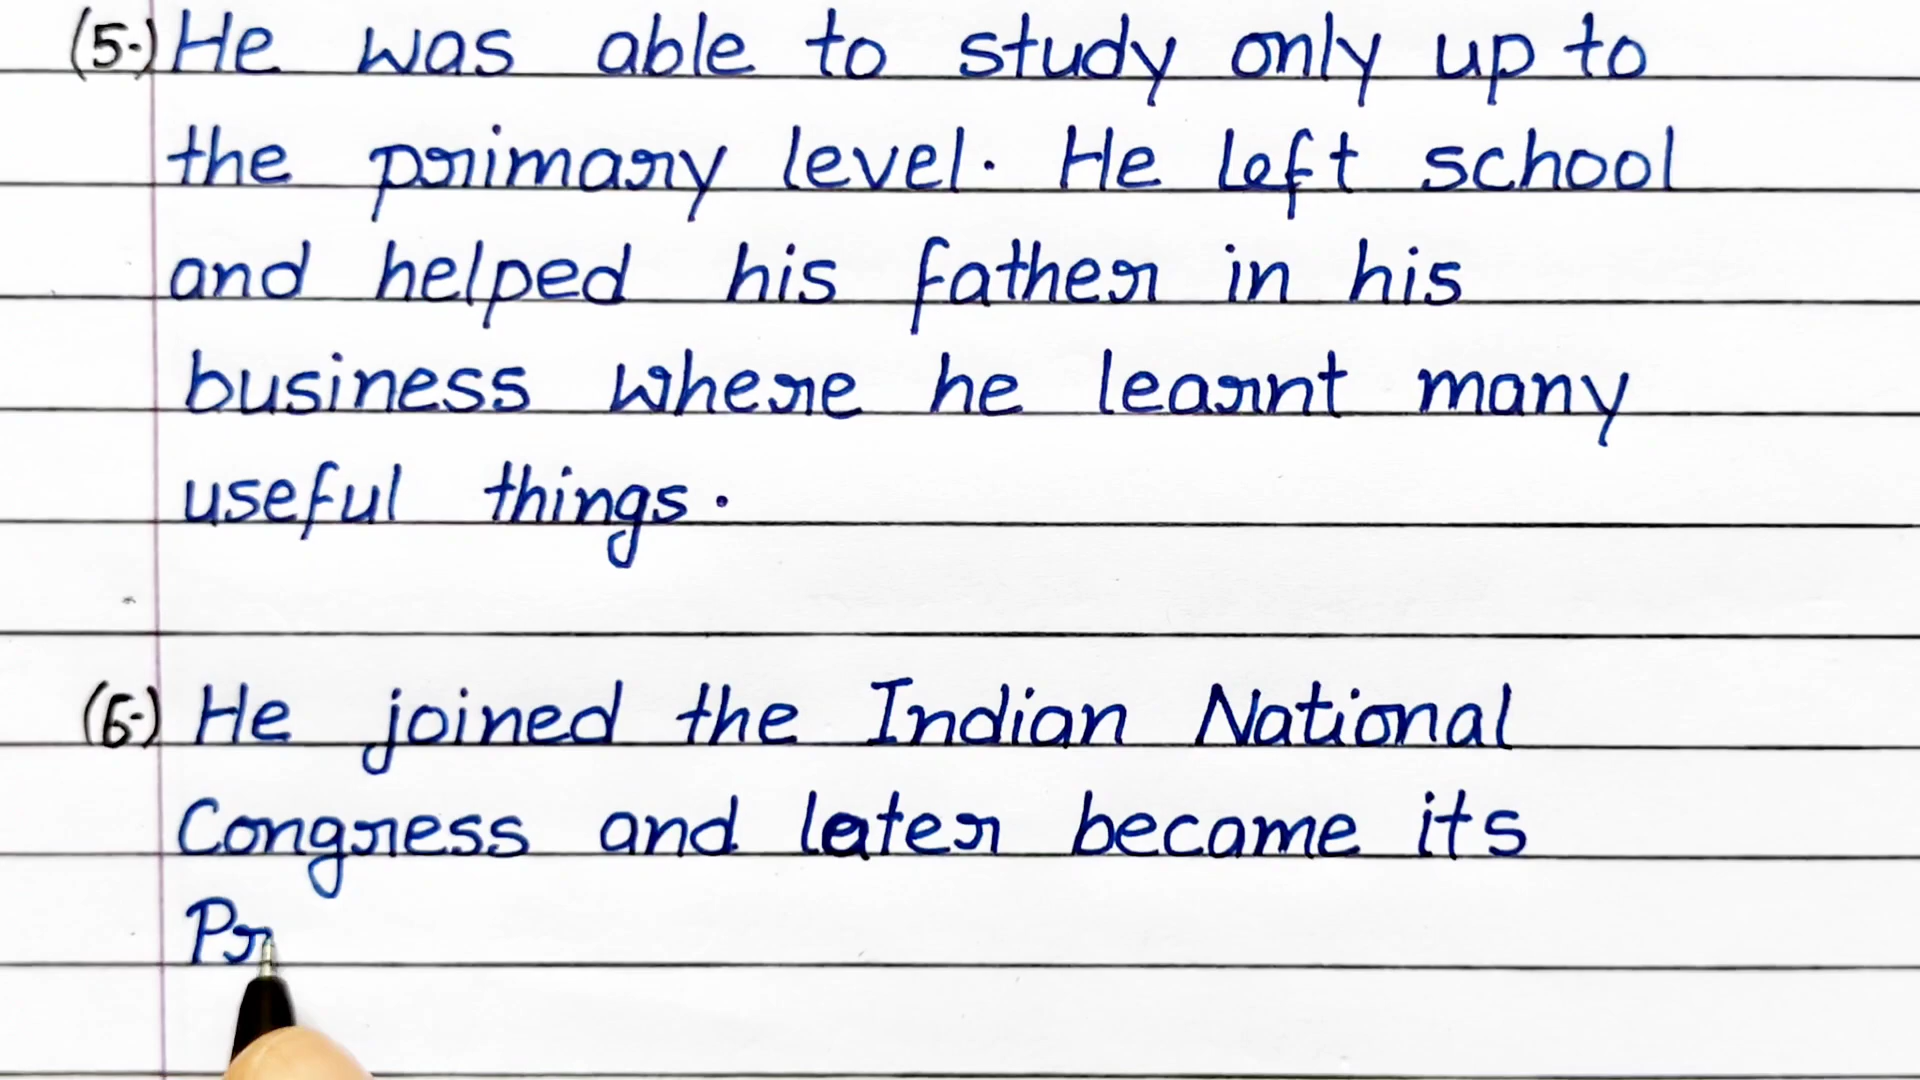 (5.) He was able to study only up to
the primary level. He left school
and helped his father in his
business where he learnt many
useful things.
(6.) He joined the Indian National
Congress and later became its
Pr